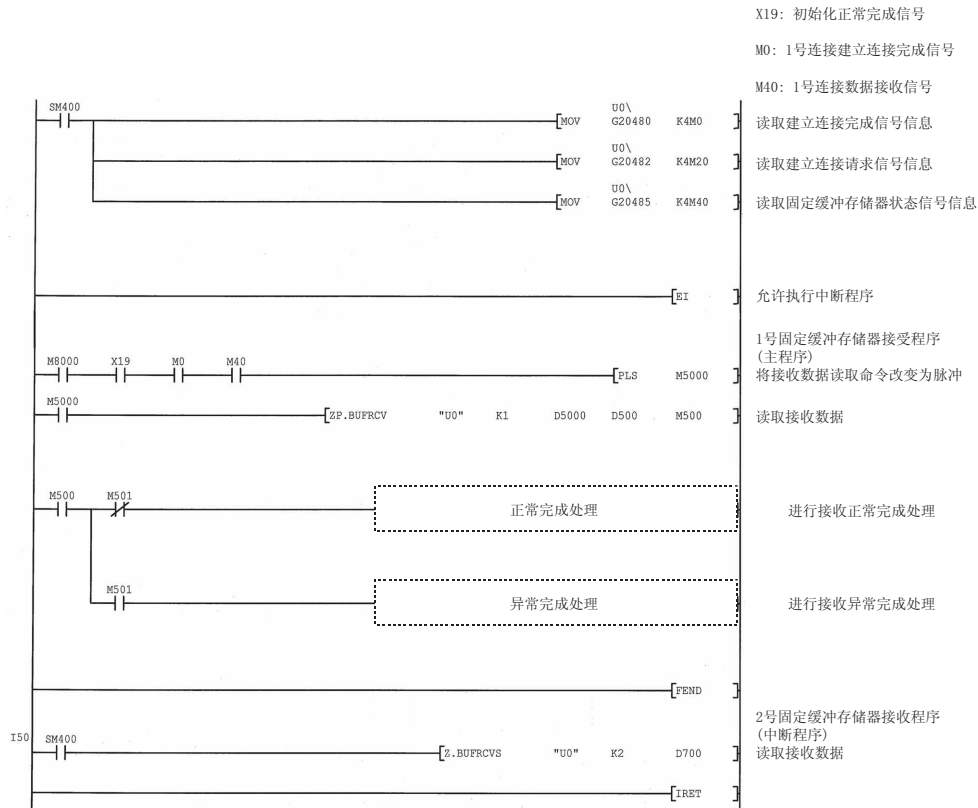 X19: 初始化正常完成信号
M0: 1号连接建立连接完成信号
M40: 1号连接数据接收信号
SM400
U0\
MOV G20480 K4M0 读取建立连接完成信号信息
U0\
MOV G20482 K4M20 读取建立连接请求信号信息
U0\
MOV G20485 K4M40 读取固定缓冲存储器状态信号信息
EI 允许执行中断程序
1号固定缓冲存储器接受程序
(主程序)
M8000 X19 M0 M40
PLS M5000 将接收数据读取命令改变为脉冲
M5000
ZP.BUFRCV "U0" K1 D5000 D500 M500 读取接收数据
M500 M501
正常完成处理 进行接收正常完成处理
M501
异常完成处理 进行接收异常完成处理
FEND
2号固定缓冲存储器接收程序
(中断程序)
I50 SM400
Z.BUFRCVS "U0" K2 D700 读取接收数据
IRET